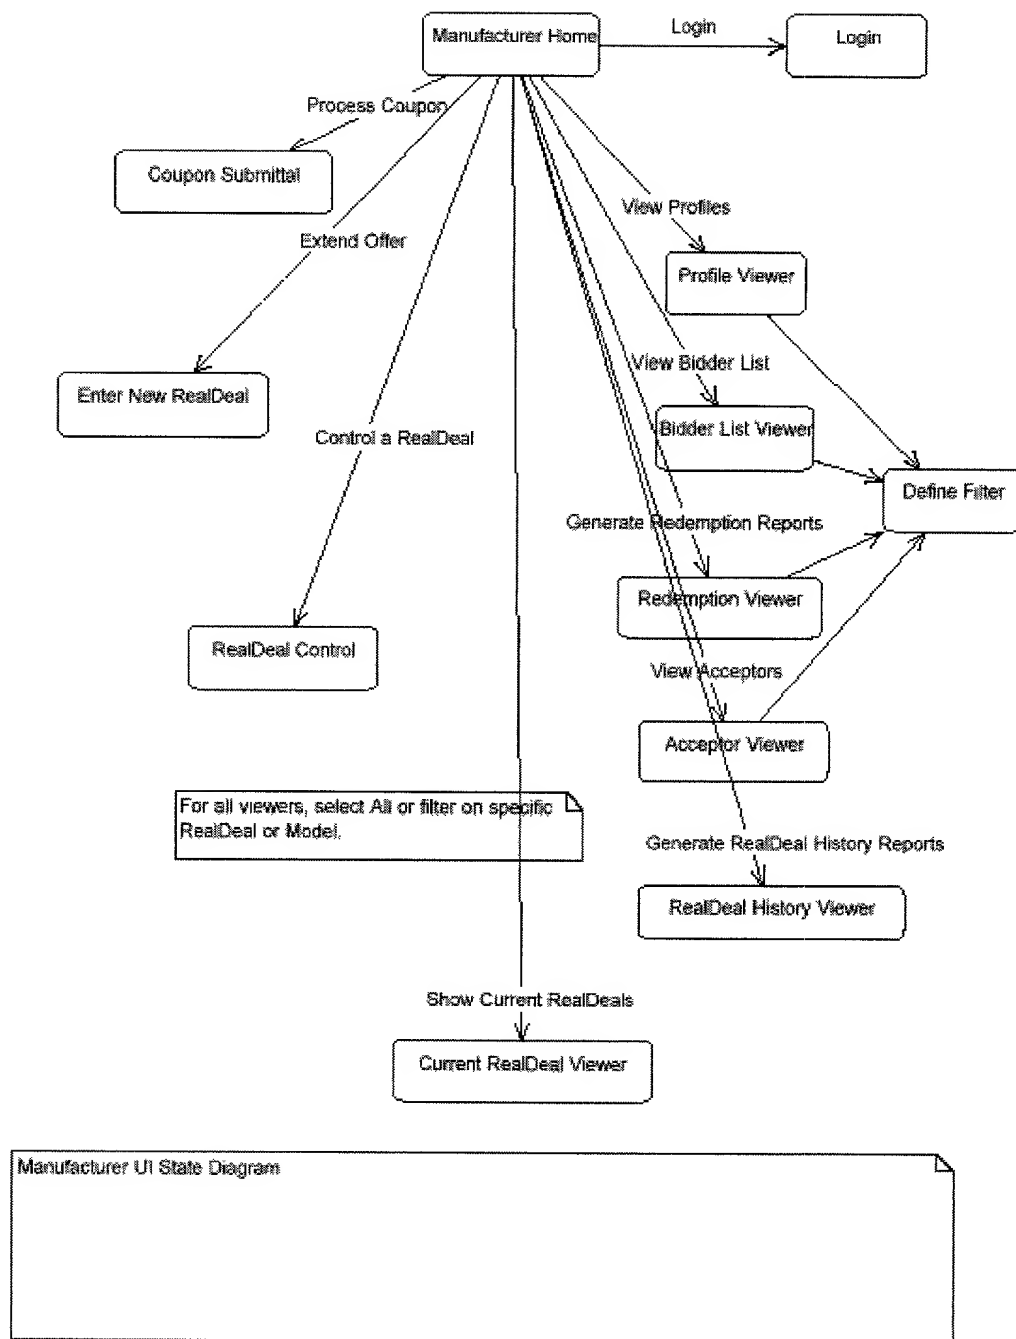 Manufacturer Home
Login
Login
Process Coupon
Coupon Submittal
View Profiles
Extend Offer
Profile Viewer
View Bidder List
Enter New RealDeal
Bidder List Viewer
Control a RealDeal
Define Filter
Generate Redemption Reports
Redemption Viewer
RealDeal Control
View Acceptors
Acceptor Viewer
For all viewers, select All or filter on specific
RealDeal or Model.
Generate RealDeal History Reports
RealDeal History Viewer
Show Current RealDeals
Current RealDeal Viewer
Manufacturer UI State Diagram